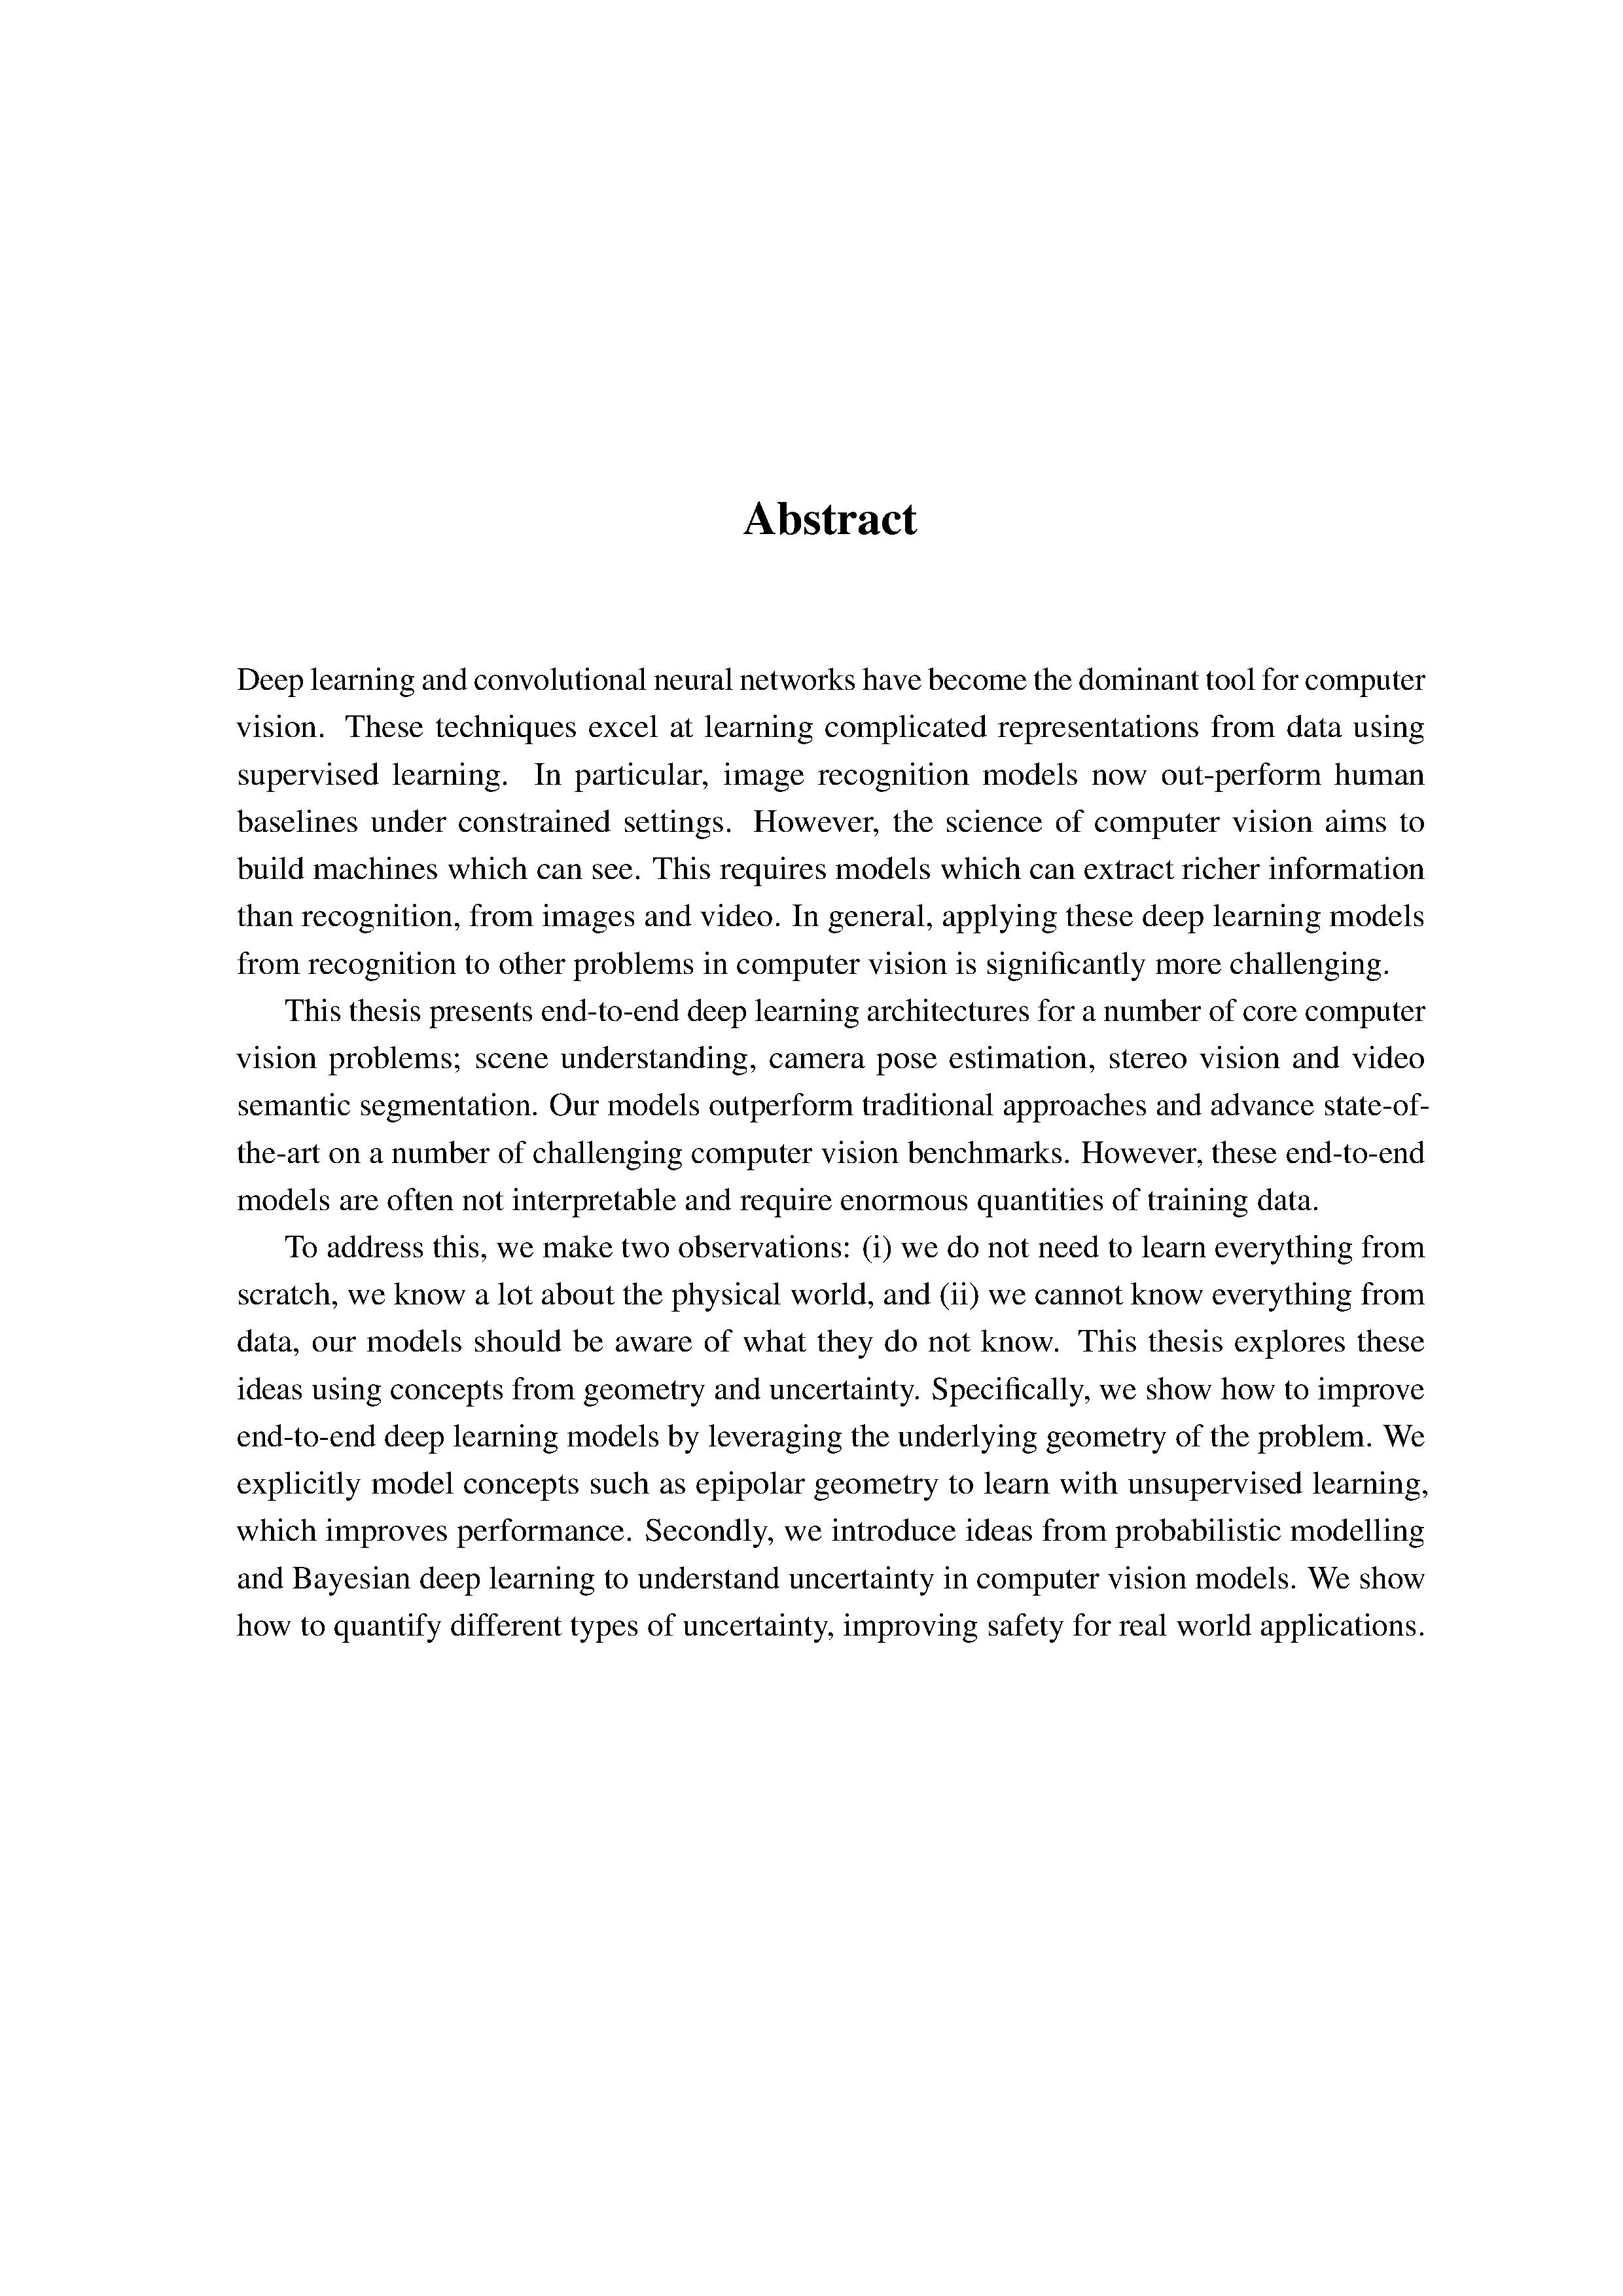 Abstract
Deep learning and convolutional neural networks have become the dominant tool for computer
vision. These techniques excel at learning complicated representations from data using
supervised learning. In particular, image recognition models now out-perform human
baselines under constrained settings. However, the science of computer vision aims to
build machines which can see. This requires models which can extract richer information
than recognition, from images and video. In general, applying these deep learning models
from recognition to other problems in computer vision is significantly more challenging.
This thesis presents end-to-end deep learning architectures for a number of core computer
vision problems; scene understanding, camera pose estimation, stereo vision and video
semantic segmentation. Our models outperform traditional approaches and advance state-of-
the-art on a number of challenging computer vision benchmarks. However, these end-to-end
models are often not interpretable and require enormous quantities of training data.
To address this, we make two observations: (i) we do not need to learn everything from
scratch, we know a lot about the physical world, and (ii) we cannot know everything from
data, our models should be aware of what they do not know. This thesis explores these
ideas using concepts from geometry and uncertainty. Specifically, we show how to improve
end-to-end deep learning models by leveraging the underlying geometry of the problem. We
explicitly model concepts such as epipolar geometry to learn with unsupervised learning,
which improves performance. Secondly, we introduce ideas from probabilistic modelling
and Bayesian deep learning to understand uncertainty in computer vision models. We show
how to quantify different types of uncertainty, improving safety for real world applications.